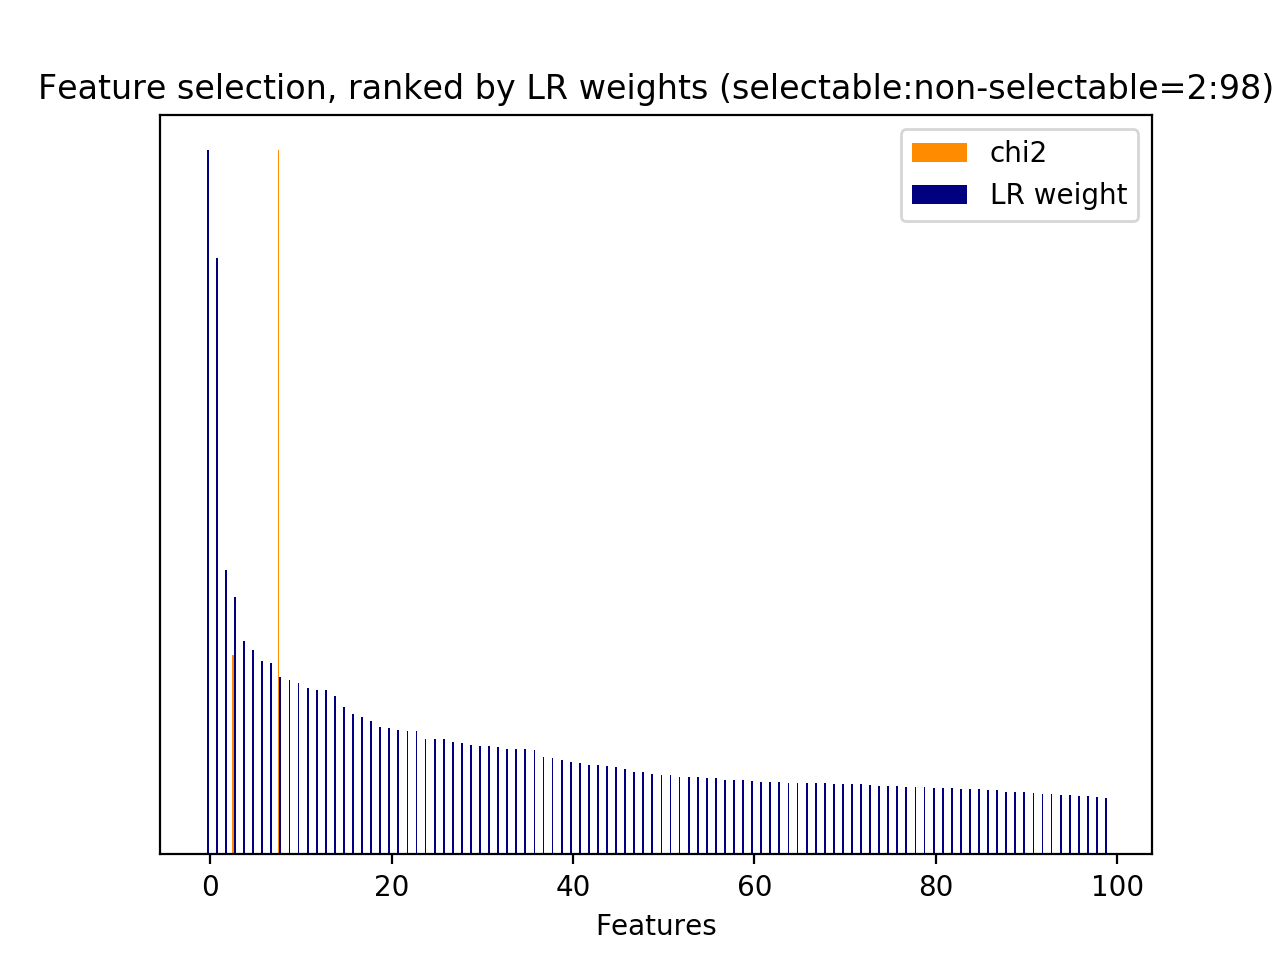 Feature selection, ranked by LR weights (selectable:non-selectable=2:98)
chi2
LR weight
0 20 40 60 80 100
Features